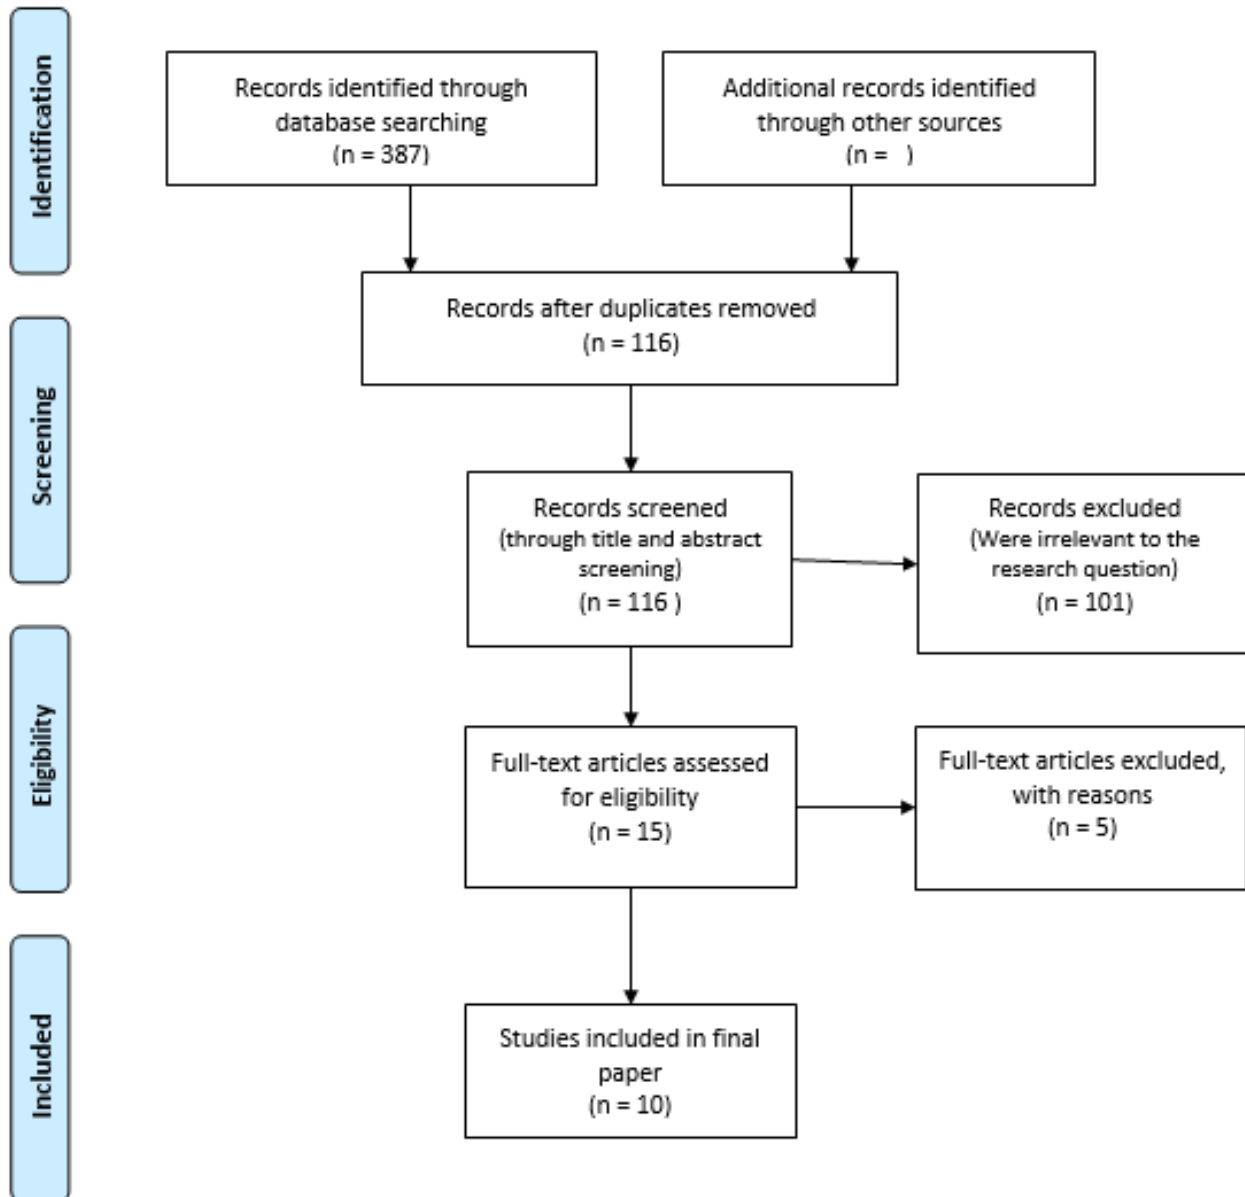 Identification
Records identified through
database searching
(n = 387)
Additional records identified
through other sources
(n =   )
Records after duplicates removed
(n = 116)
Screening
Records screened
(through title and abstract
screening)
(n = 116 )
Records excluded
(Were irrelevant to the
research question)
(n = 101)
Eligibility
Full-text articles assessed
for eligibility
(n = 15)
Full-text articles excluded,
with reasons
(n = 5)
Included
Studies included in final
paper
(n = 10)